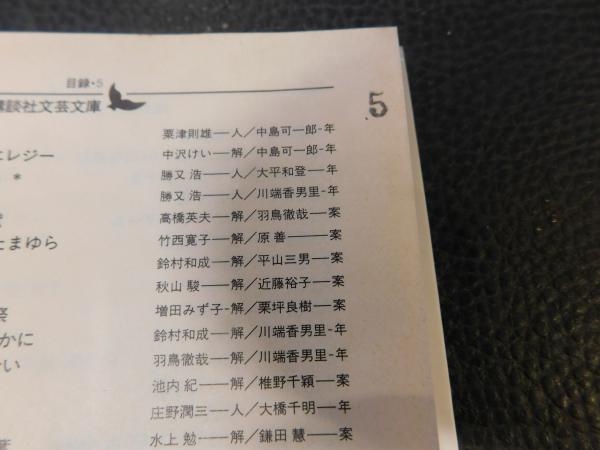 目録・5
講談社文芸文庫
5
粟津則雄―人／中島可一郎-年
エレジー 中沢けい―解／中島可一郎-年
* 勝又 浩―人／大平和登―年
勝又 浩―人／川端香男里-年
高橋英夫―解／羽鳥徹哉―案
たまゆら 竹西寛子―解／原 善――案
鈴村和成―解／平山三男―案
秋山 駿――解／近藤裕子―案
祭 増田みず子-解／栗坪良樹―案
かに 鈴村和成―解／川端香男里-年
い 羽鳥徹哉―解／川端香男里-年
池内 紀――解／椎野千穎―案
庄野潤三―人／大橋千明―年
水上 勉――解／鎌田 慧――案